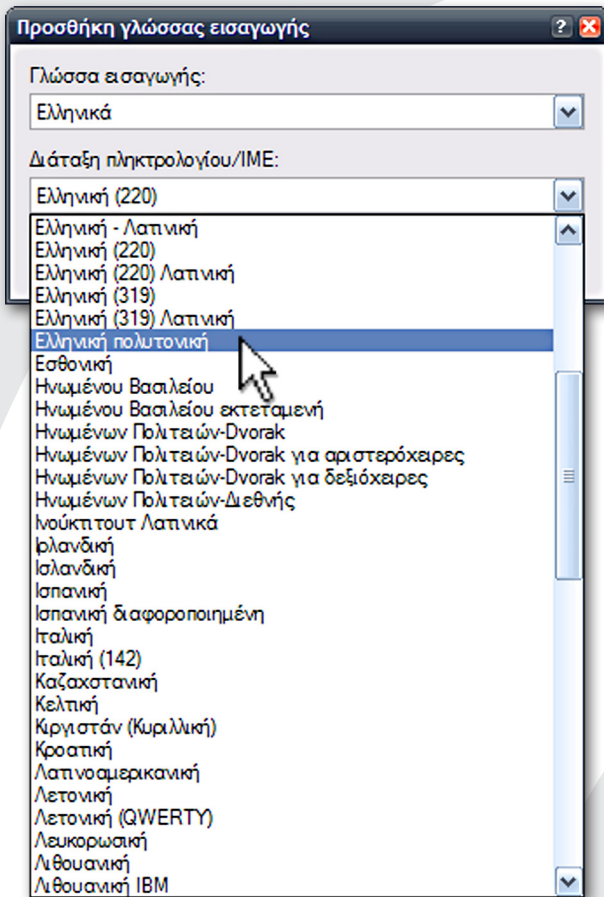 Προσθήκη γλώσσας εισαγωγής
Γλώσσα εισαγωγής:
Ελληνικά
Διάταξη πληκτρολογίου/IME:
Ελληνική (220)
Ελληνική - Λατινική
Ελληνική (220)
Ελληνική (220) Λατινική
Ελληνική (319)
Ελληνική (319) Λατινική
Ελληνική πολυτονική
Εσθονική
Ηνωμένου Βασιλείου
Ηνωμένου Βασιλείου εκτεταμενή
Ηνωμένων Πολιτειών-Dvorak
Ηνωμένων Πολιτειών-Dvorak για αριστερόχειρες
Ηνωμένων Πολιτειών-Dvorak για δεξιόχειρες
Ηνωμένων Πολιτειών-Διεθνής
Ινούκτιτουτ Λατινικά
Ιρλανδική
Ισλανδική
Ισπανική
Ισπανική διαφοροποιημένη
Ιταλική
Ιταλική (142)
Καζαχστανική
Κελτική
Κιργιστάν (Κυριλλική)
Κροατική
Λατινοαμερικανική
Λετονική
Λετονική (QWERTY)
Λευκορωσική
Λιθουανική
Λιθουανική IBM